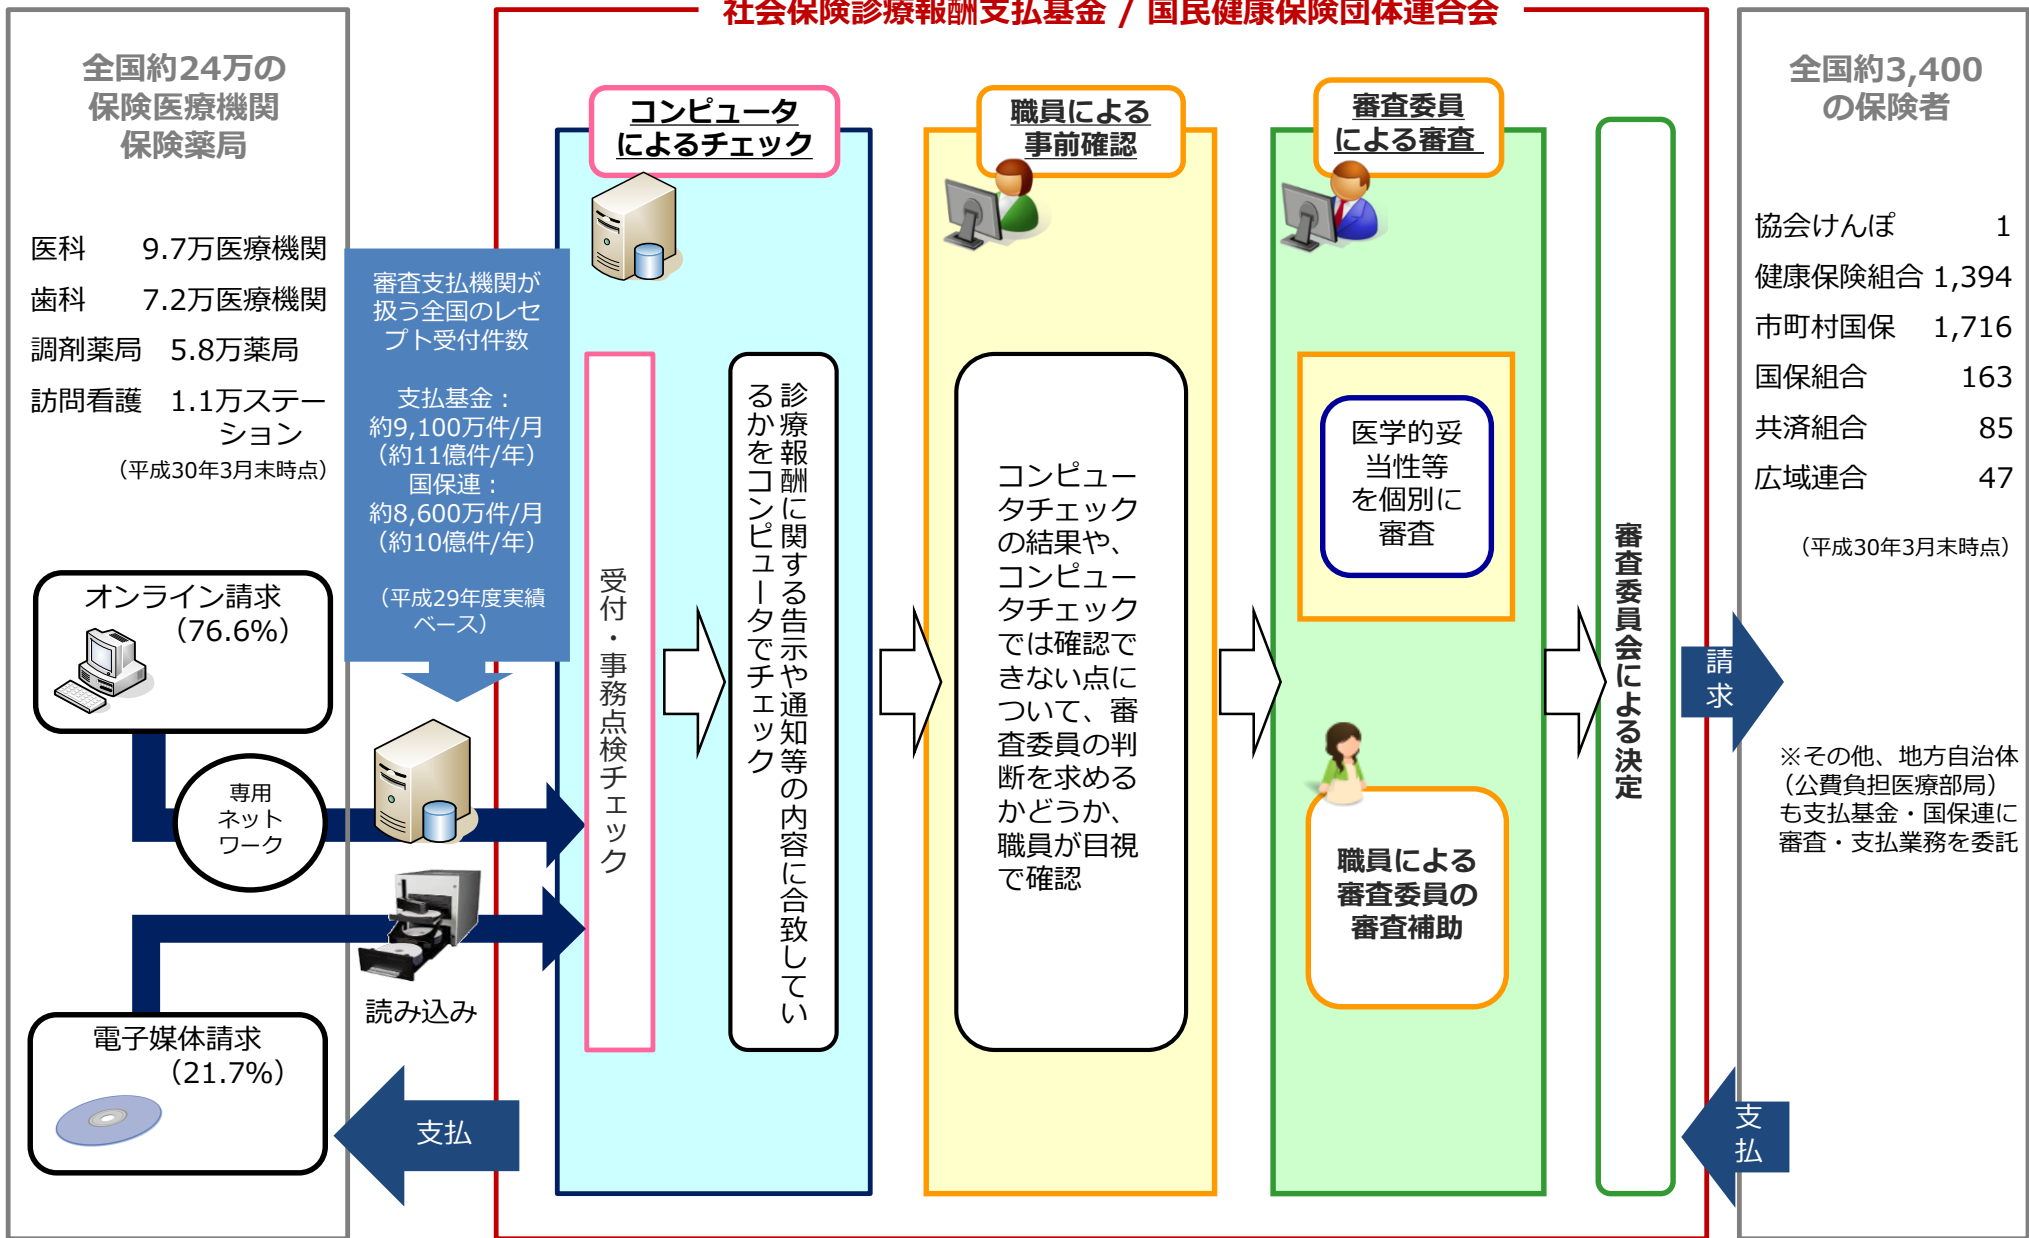 社会保険診療報酬支払基金 / 国民健康保険団体連合会
全国約24万の
保険医療機関
保険薬局
医科 9.7万医療機関
歯科 7.2万医療機関
調剤薬局 5.8万薬局
訪問看護 1.1万ステー
ション
（平成30年3月末時点）
オンライン請求
（76.6%）
専用
ネット
ワーク
電子媒体請求
（21.7%）
審査支払機関が
扱う全国のレセ
プト受付件数
支払基金：
約9,100万件/月
（約11億件/年）
国保連：
約8,600万件/月
（約10億件/年）
（平成29年度実績
ベース）
読み込み
支払
コンピュータ
によるチェック
受付・事務点検チェック
診療報酬に関する告示や通知等の内容に合致してい
るかをコンピュータでチェック
職員による
事前確認
コンピュー
タチェック
の結果や、
コンピュー
タチェック
では確認で
きない点に
ついて、審
査委員の判
断を求める
かどうか、
職員が目視
で確認
審査委員
による審査
医学的妥
当性等
を個別に
審査
職員による
審査委員の
審査補助
審査委員会による決定
請
求
支
払
全国約3,400
の保険者
協会けんぽ 1
健康保険組合 1,394
市町村国保 1,716
国保組合 163
共済組合 85
広域連合 47
（平成30年3月末時点）
※その他、地方自治体
（公費負担医療部局）
も支払基金・国保連に
審査・支払業務を委託